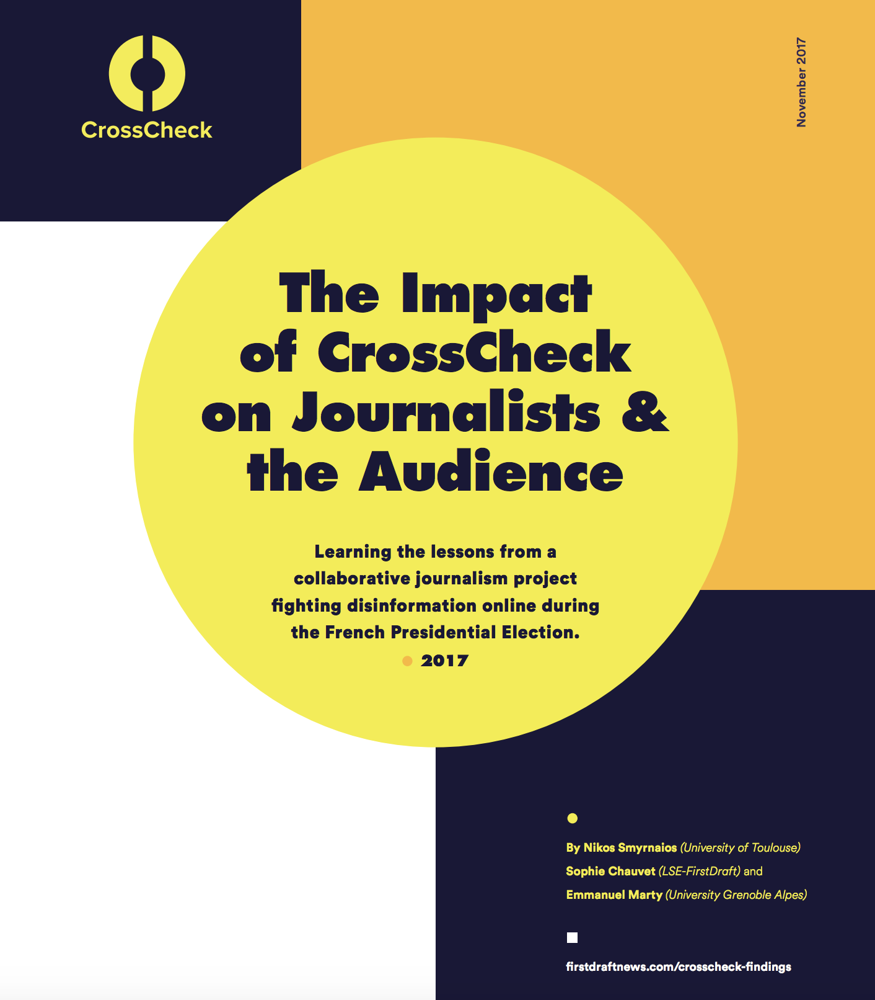 CrossCheck
November 2017
The Impact
of CrossCheck
on Journalists &
the Audience
Learning the lessons from a
collaborative journalism project
fighting disinformation online during
the French Presidential Election.
2017
By Nikos Smyrnaios (University of Toulouse)
Sophie Chauvet (LSE-FirstDraft) and
Emmanuel Marty (University Grenoble Alpes)
firstdraftnews.com/crosscheck-findings